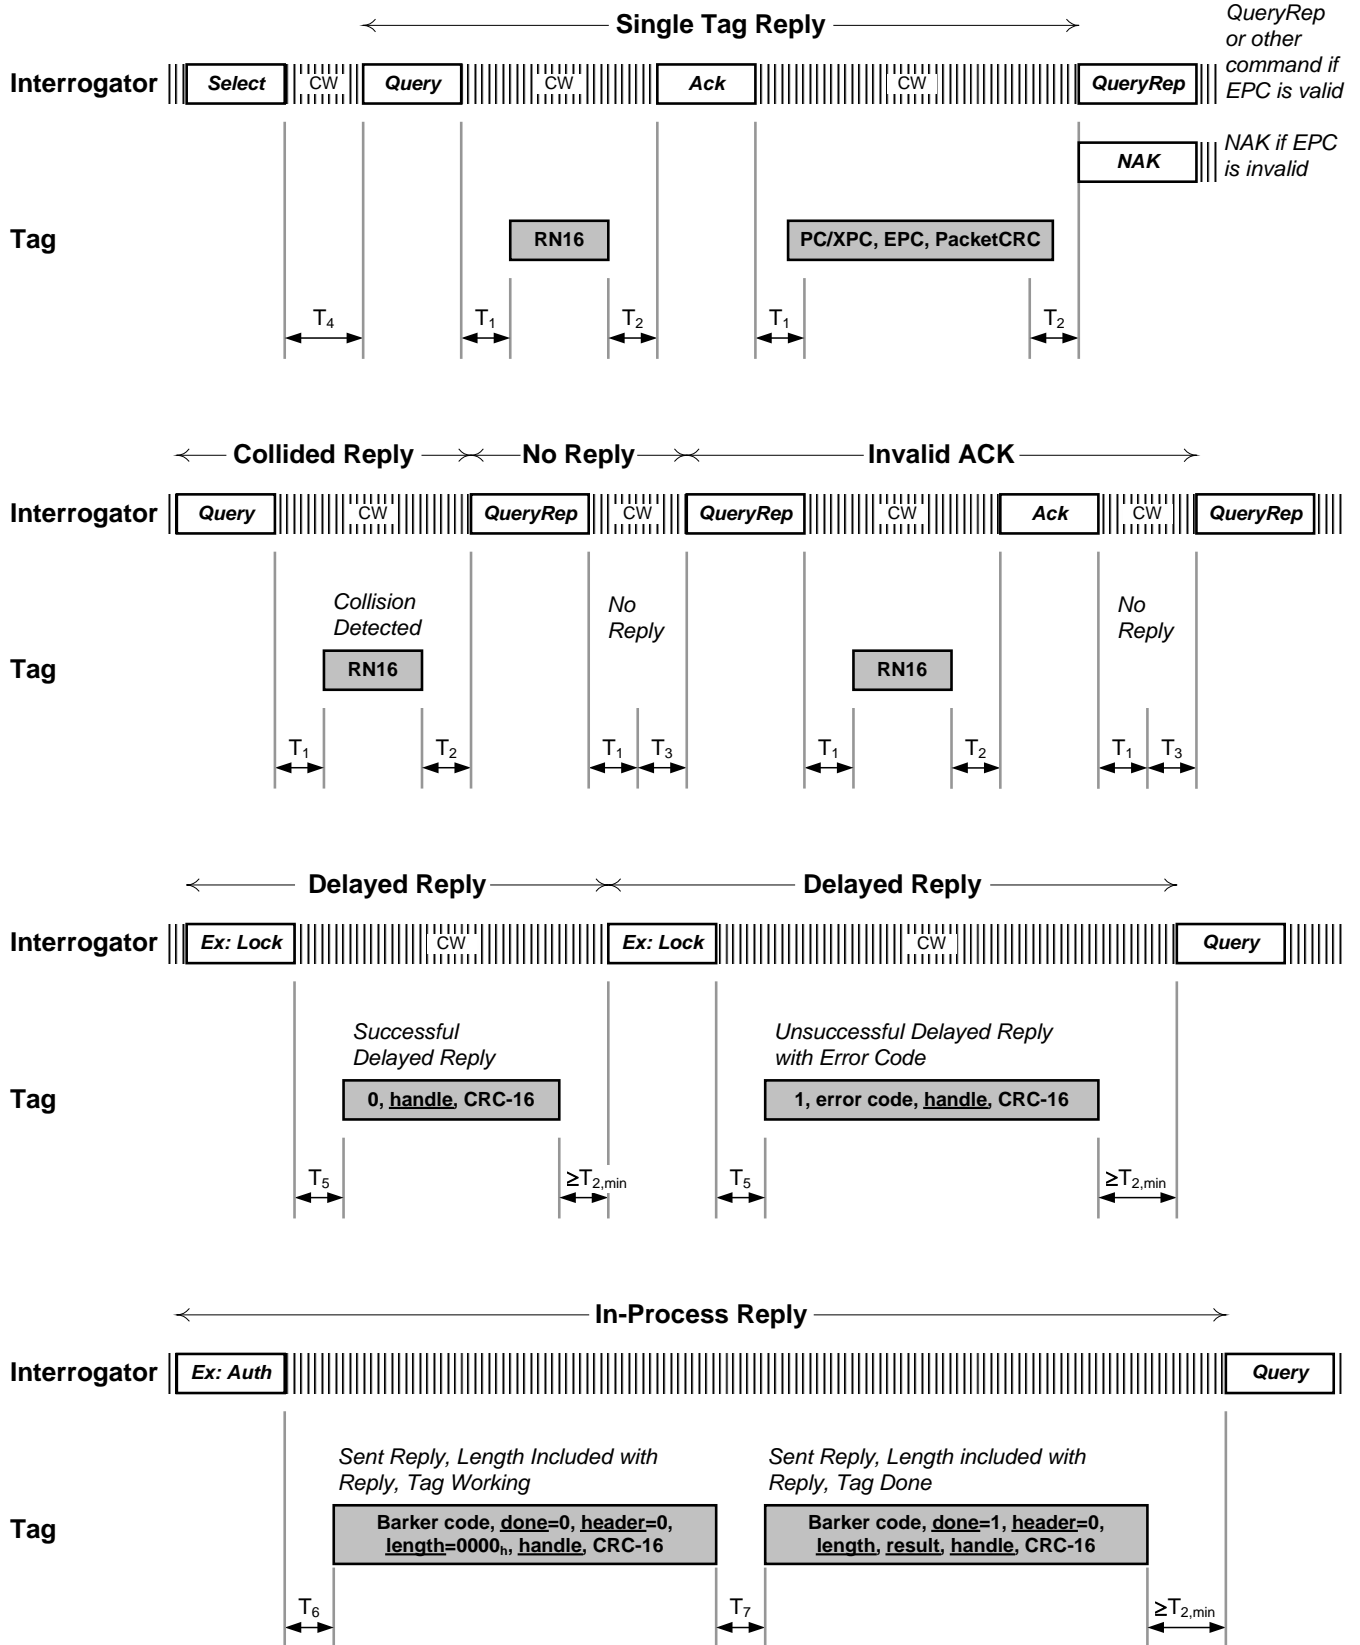 Single Tag Reply
QueryRep
or other
command if
EPC is valid
Interrogator Select CW Query CW Ack CW QueryRep
NAK
NAK if EPC
is invalid
Tag RN16 PC/XPC, EPC, PacketCRC
T4 T1 T2 T1 T2
Collided Reply No Reply Invalid ACK
Interrogator Query CW QueryRep CW QueryRep CW Ack CW QueryRep
Collision
Detected
No
Reply
No
Reply
Tag RN16 RN16
T1 T2 T1 T3 T1 T2 T1 T3
Delayed Reply Delayed Reply
Interrogator Ex: Lock CW Ex: Lock CW Query
Successful
Delayed Reply
Unsuccessful Delayed Reply
with Error Code
Tag 0, handle, CRC-16 1, error code, handle, CRC-16
T5 ≥T2,min T5 ≥T2,min
In-Process Reply
Interrogator Ex: Auth Query
Sent Reply, Length Included with
Reply, Tag Working
Sent Reply, Length included with
Reply, Tag Done
Tag
Barker code, done=0, header=0,
length=0000h, handle, CRC-16
Barker code, done=1, header=0,
length, result, handle, CRC-16
T6 T7 ≥T2,min